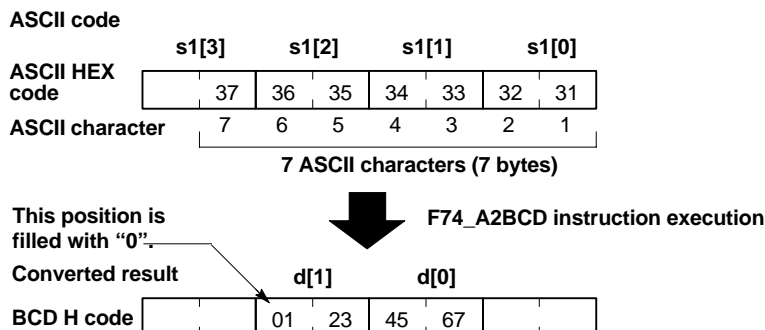 ASCII code
s1[3] s1[2] s1[1] s1[0]
ASCII HEX
code 37 36 35 34 33 32 31
ASCII character 7 6 5 4 3 2 1
7 ASCII characters (7 bytes)
This position is
filled with “0”.
F74_A2BCD instruction execution
Converted result d[1] d[0]
BCD H code 01 23 45 67